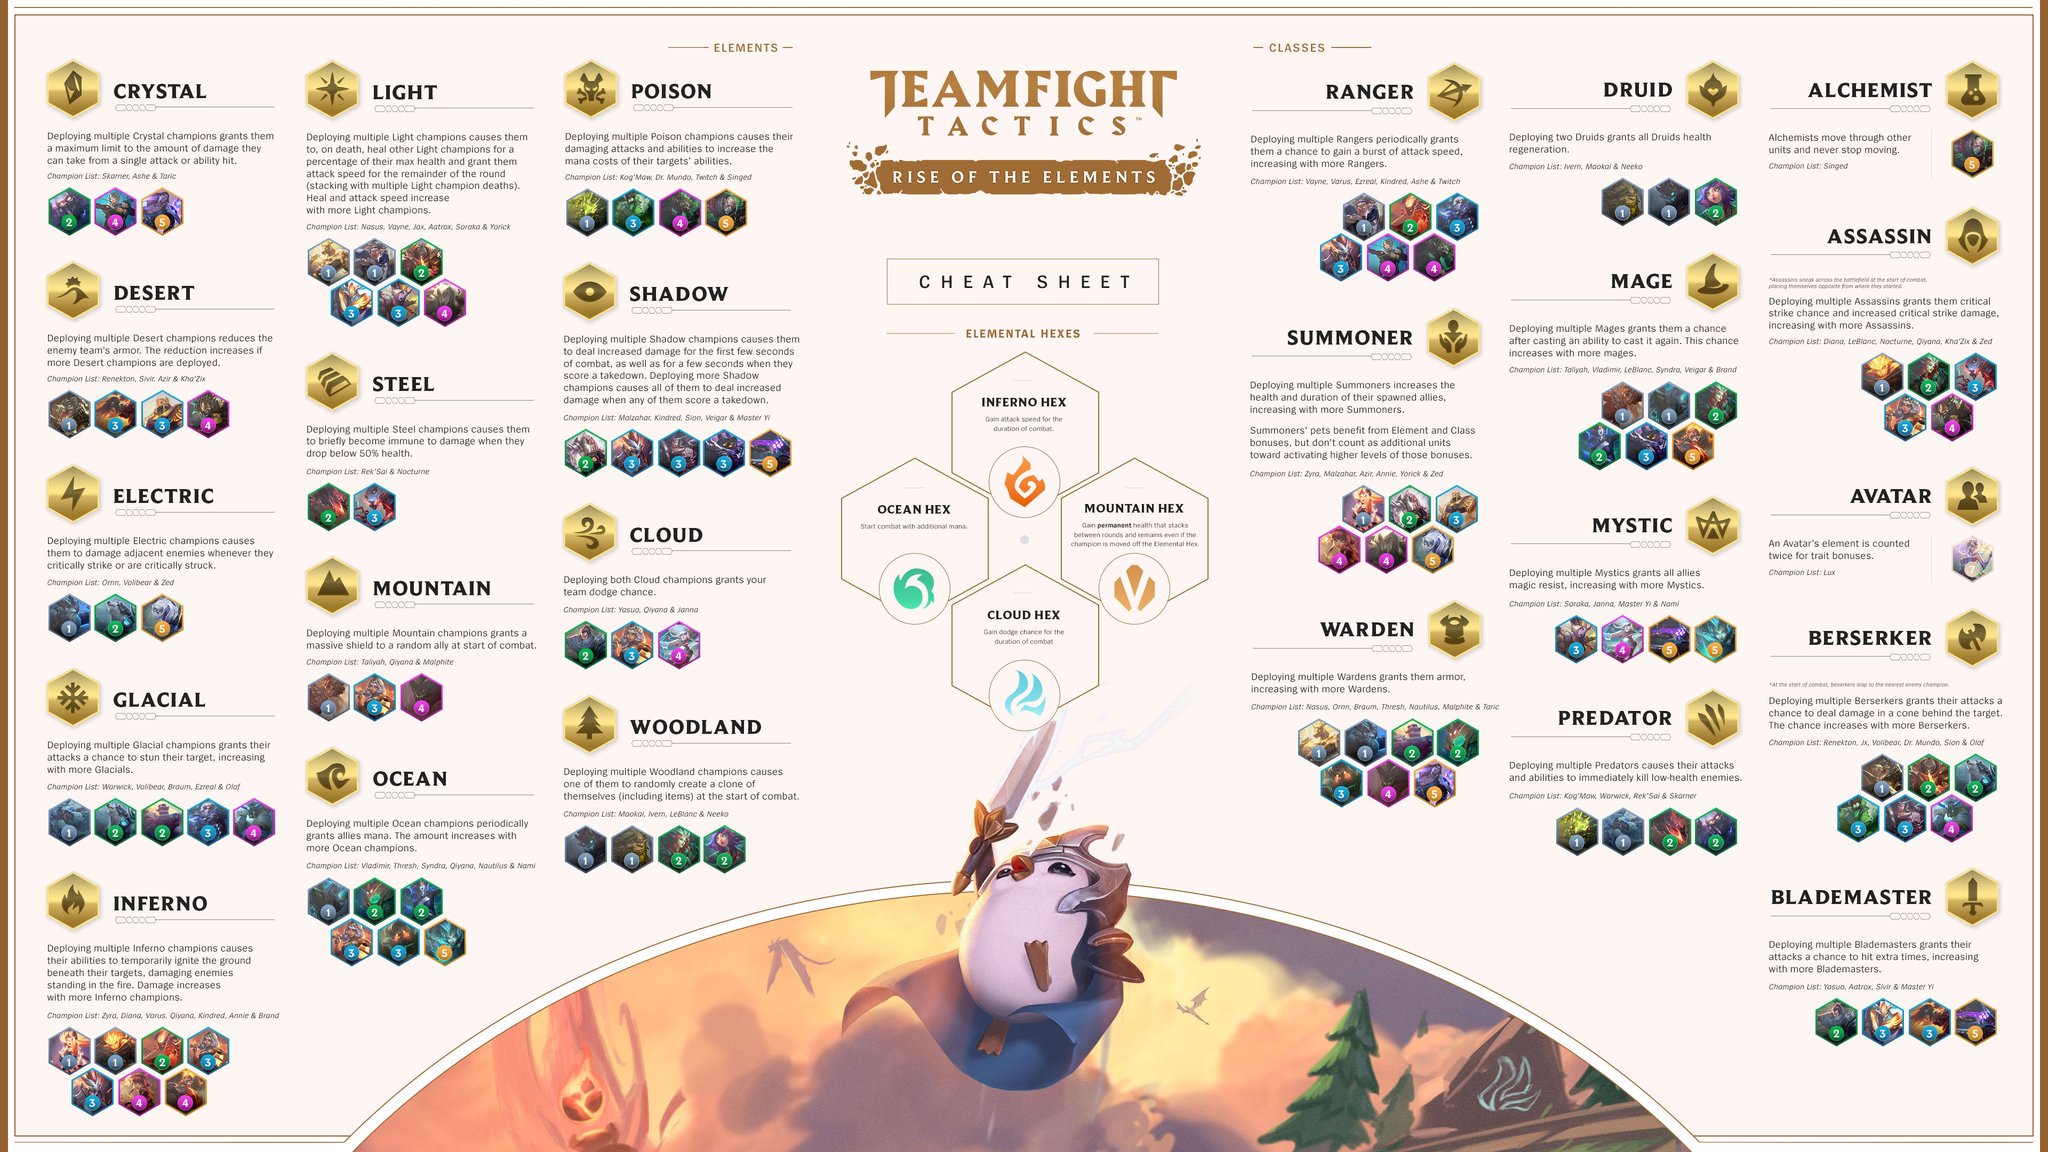 ELEMENTS
CRYSTAL
Deploying multiple Crystal champions grants them
a maximum limit to the amount of damage they
can take from a single attack or ability hit.
Champion List: Skarner, Ashe & Taric
2
4
5
DESERT
Deploying multiple Desert champions reduces the
enemy team's armor. The reduction increases if
more Desert champions are deployed.
Champion List: Renekton, Sivir, Azir & Kha'Zix
1
3
3
4
ELECTRIC
Deploying multiple Electric champions causes
them to damage adjacent enemies whenever they
critically strike or are critically struck.
Champion List: Ornn, Volibear & Zed
1
2
5
GLACIAL
Deploying multiple Glacial champions grant their
attacks a chance to stun their target, increasing
with more Glacials.
Champion List: Warwick, Volibear, Braum, Ezreal & Olaf
1
2
2
3
4
INFERNO
Deploying multiple Inferno champions causes
their abilities to temporarily ignite the ground
beneath their targets, damaging enemies
standing in the fire. Damage increases
with more Inferno champions.
Champion List: Zyra, Diana, Varus, Qiyana, Kindred, Annie & Brand
1
1
2
3
3
4
4
LIGHT
Deploying multiple Light champions causes them
to, on death, heal other Light champions for a
percentage of their max health and grant them
attack speed for the remainder of the round
(stacking with multiple Light champion deaths).
Heal and attack speed increase
with more Light champions.
Champion List: Nasus, Vayne, Jax, Aatrox, Soraka & Yorick
1
1
2
3
3
4
STEEL
Deploying multiple Steel champions causes them
to briefly become immune to damage when they
drop below 50% health.
Champion List: Rek'Sai & Nocturne
2
3
MOUNTAIN
Deploying multiple Mountain champions grants a
massive shield to a random ally at start of combat.
Champion List: Taliyah, Qiyana & Malphite
1
3
4
OCEAN
Deploying multiple Ocean champions periodically
grants allies mana. The amount increases with
more Ocean champions.
Champion List: Vladimir, Thresh, Syndra, Qiyana, Nautilus & Nami
1
2
2
3
3
5
POISON
Deploying multiple Poison champions causes their
damaging attacks and abilities to increase the
mana costs of their targets' abilities.
Champion List: Kog'Maw, Dr. Mundo, Twitch & Singed
1
3
4
5
SHADOW
Deploying multiple Shadow champions causes them
to deal increased damage for the first few seconds
of combat, as well as for a few seconds when they
score a takedown. Deploying more Shadow
champions causes all of them to deal increased
damage when any of them score a takedown.
Champion List: Malzahar, Kindred, Sion, Veigar & Master Yi
2
3
3
3
5
CLOUD
Deploying both Cloud champions grants your
team dodge chance.
Champion List: Yasuo, Qiyana & Janna
2
3
4
WOODLAND
Deploying multiple Woodland champions causes
one of them to randomly create a clone of
themselves (including items) at the start of combat.
Champion List: Maokai, Ivern, LeBlanc & Neeko
1
1
2
2
TEAMFIGHT
TACTICS™
RISE OF THE ELEMENTS
CHEAT SHEET
ELEMENTAL HEXES
INFERNO HEX
Gain attack speed for the
duration of combat.
OCEAN HEX
Start combat with additional mana.
MOUNTAIN HEX
Gain permanent health that stacks
between rounds and remains even if the
champion is moved off the Elemental Hex.
CLOUD HEX
Gain dodge chance for the
duration of combat
CLASSES
RANGER
Deploying multiple Rangers periodically grants
them a chance to gain a burst of attack speed,
increasing with more Rangers.
Champion List: Vayne, Varus, Ezreal, Kindred, Ashe & Twitch
1
2
3
3
4
4
SUMMONER
Deploying multiple Summoners increases the
health and duration of their spawned allies,
increasing with more Summoners.
Summoners' pets benefit from Element and Class
bonuses, but don't count as additional units
toward activating higher levels of those bonuses.
Champion List: Zyra, Malzahar, Azir, Annie, Yorick & Zed
1
2
3
4
4
5
WARDEN
Deploying multiple Wardens grants them armor,
increasing with more Wardens.
Champion List: Nasus, Ornn, Braum, Thresh, Nautilus, Malphite & Taric
1
1
2
2
3
4
5
DRUID
Deploying two Druids grants all Druids health
regeneration.
Champion List: Ivern, Maokai & Neeko
1
1
2
MAGE
Deploying multiple Mages grants them a chance
after casting an ability to cast it again. This chance
increases with more mages.
Champion List: Taliyah, Vladimir, LeBlanc, Syndra, Veigar & Brand
1
1
2
2
3
5
MYSTIC
Deploying multiple Mystics grants all allies
magic resist, increasing with more Mystics.
Champion List: Soraka, Janna, Master Yi & Nami
3
4
5
5
PREDATOR
Deploying multiple Predators causes their attacks
and abilities to immediately kill low-health enemies.
Champion List: Kog'Maw, Warwick, Rek'Sai & Skarner
1
1
2
2
ALCHEMIST
Alchemists move through other
units and never stop moving.
Champion List: Singed
5
ASSASSIN
*Assassins sneak across the battlefield at the start of combat,
placing themselves opposite from where they started.
Deploying multiple Assassins grants them critical
strike chance and increased critical strike damage,
increasing with more Assassins.
Champion List: Diana, LeBlanc, Nocturne, Qiyana, Kha'Zix & Zed
1
2
3
3
4
AVATAR
An Avatar's element is counted
twice for trait bonuses.
Champion List: Lux
7
BERSERKER
*At the start of combat, beserkers leap to the nearest enemy champion.
Deploying multiple Berserkers grants their attacks a
chance to deal damage in a cone behind the target.
The chance increases with more Berserkers.
Champion List: Renekton, Jx, Volibear, Dr. Mundo, Sion & Olaf
1
2
2
3
3
4
BLADEMASTER
Deploying multiple Blademasters grants their
attacks a chance to hit extra times, increasing
with more Blademasters.
Champion List: Yasuo, Aatrox, Sivir & Master Yi
2
3
3
5